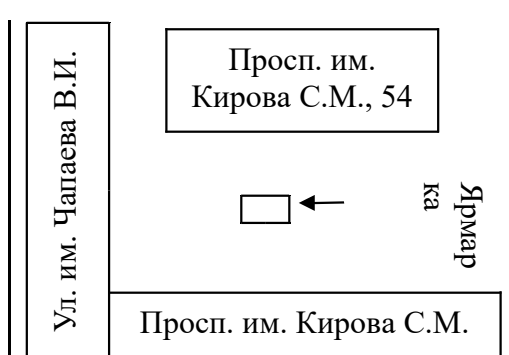 Ул. им. Чапаева В.И.
Просп. им.
Кирова С.М., 54
Ярмар
ка
Просп. им. Кирова С.М.